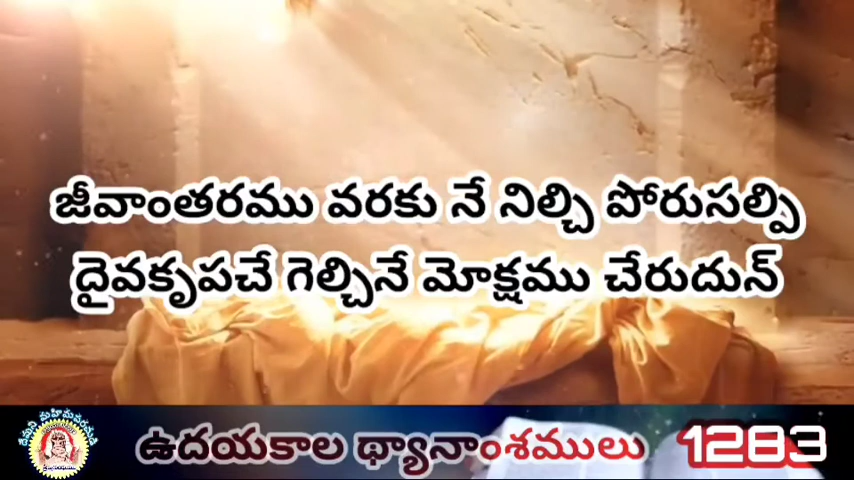 జీవాంతరము వరకు నే నిల్చి పోరుసల్పి
దైవకృపచే గెల్చినే మోక్షము చేరుదున్
ఉదయకాల ధ్యానాంశములు 1283